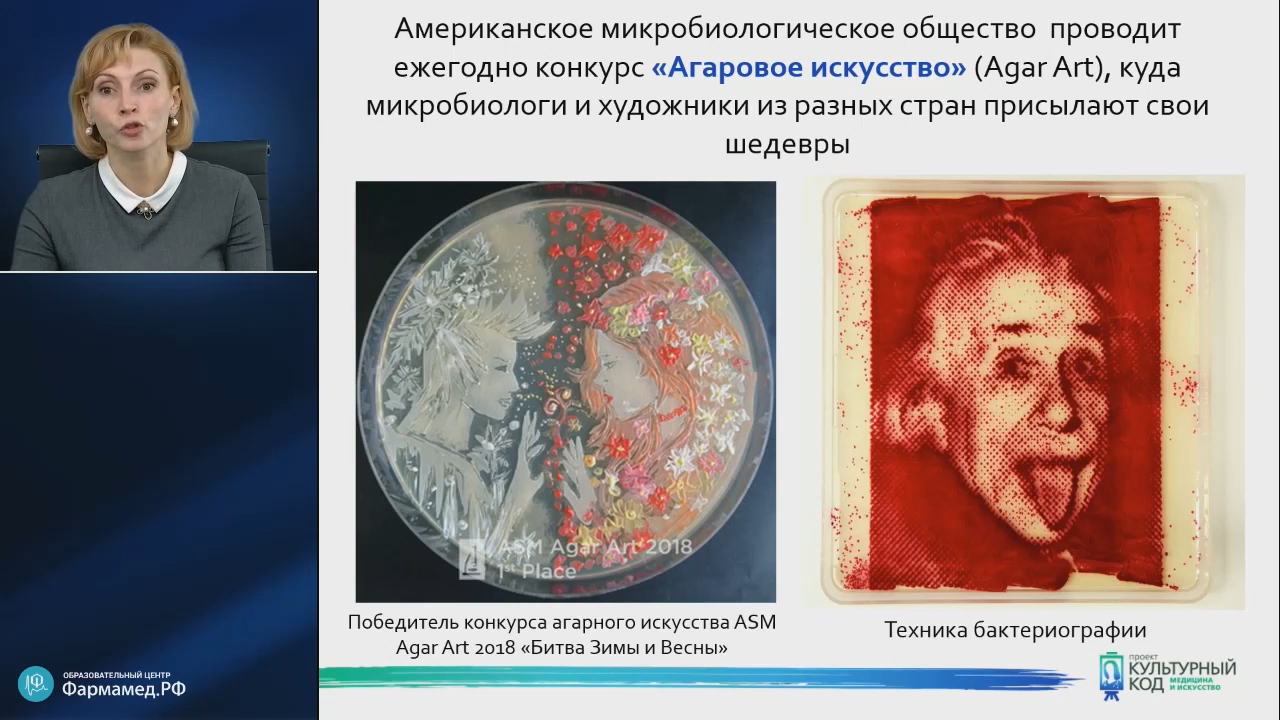 Американское микробиологическое общество проводит
ежегодно конкурс «Агаровое искусство» (Agar Art), куда
микробиологи и художники из разных стран присылают свои
шедевры
ASM Agar Art 2018
1st Place
Победитель конкурса агарного искусства ASM
Agar Art 2018 «Битва Зимы и Весны»
Техника бактериографии
ОБРАЗОВАТЕЛЬНЫЙ ЦЕНТР
Фармамед.РФ
проект
КУЛЬТУРНЫЙ
КОД МЕДИЦИНА
И ИСКУССТВО